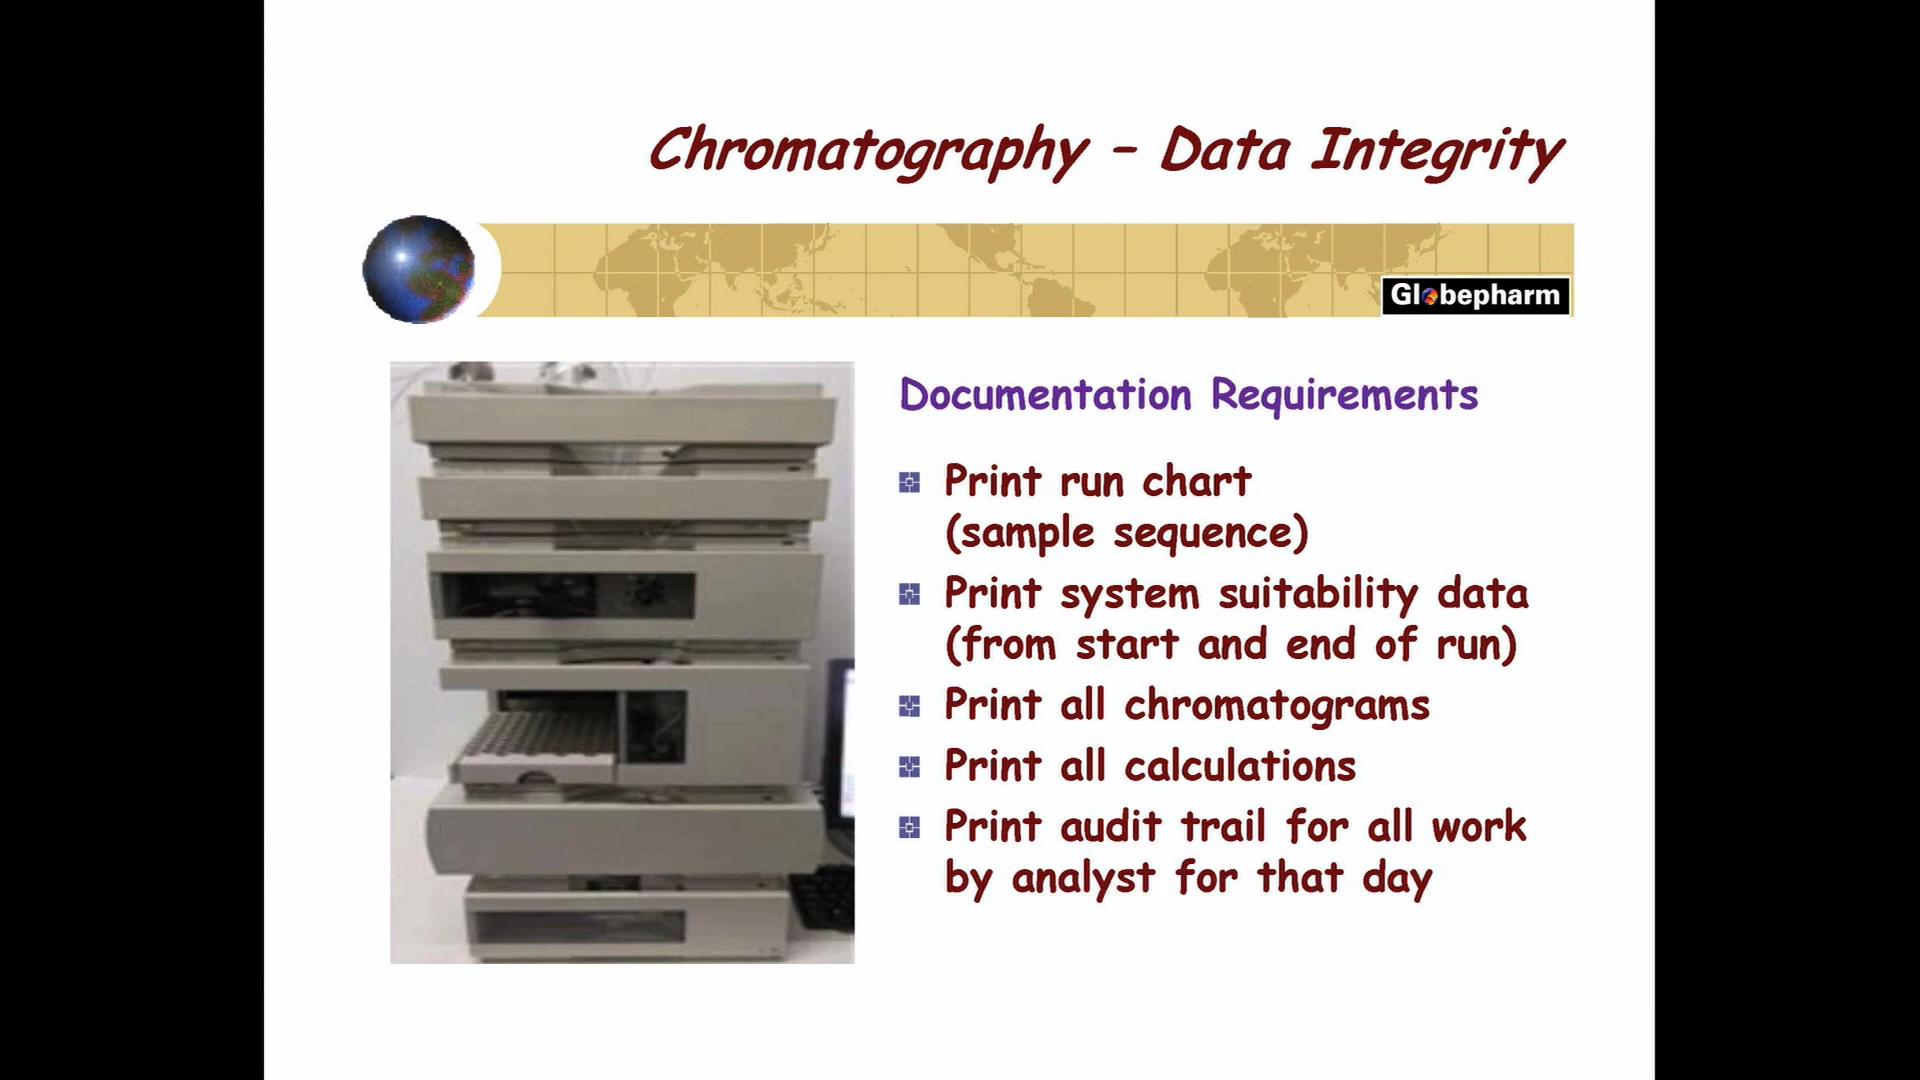 Chromatography – Data Integrity
Globepharm
Documentation Requirements
Print run chart
(sample sequence)
Print system suitability data
(from start and end of run)
Print all chromatograms
Print all calculations
Print audit trail for all work
by analyst for that day